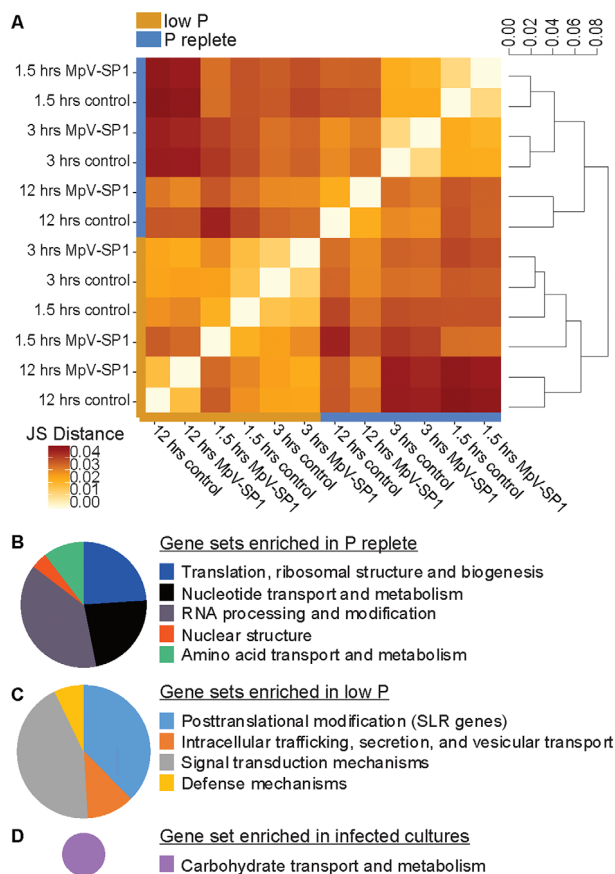 A
low P
P replete
0.00
0.02
0.04
0.06
0.08
1.5 hrs MpV-SP1
1.5 hrs control
3 hrs MpV-SP1
3 hrs control
12 hrs MpV-SP1
12 hrs control
3 hrs MpV-SP1
3 hrs control
1.5 hrs control
1.5 hrs MpV-SP1
12 hrs MpV-SP1
12 hrs control
JS Distance
0.04
0.03
0.02
0.01
0.00
12 hrs control
12 hrs MpV-SP1
1.5 hrs MpV-SP1
1.5 hrs control
3 hrs control
3 hrs MpV-SP1
12 hrs control
12 hrs MpV-SP1
3 hrs control
3 hrs MpV-SP1
1.5 hrs control
1.5 hrs MpV-SP1
B
Gene sets enriched in P replete
Translation, ribosomal structure and biogenesis
Nucleotide transport and metabolism
RNA processing and modification
Nuclear structure
Amino acid transport and metabolism
C
Gene sets enriched in low P
Posttranslational modification (SLR genes)
Intracellular trafficking, secretion, and vesicular transport
Signal transduction mechanisms
Defense mechanisms
D
Gene set enriched in infected cultures
Carbohydrate transport and metabolism